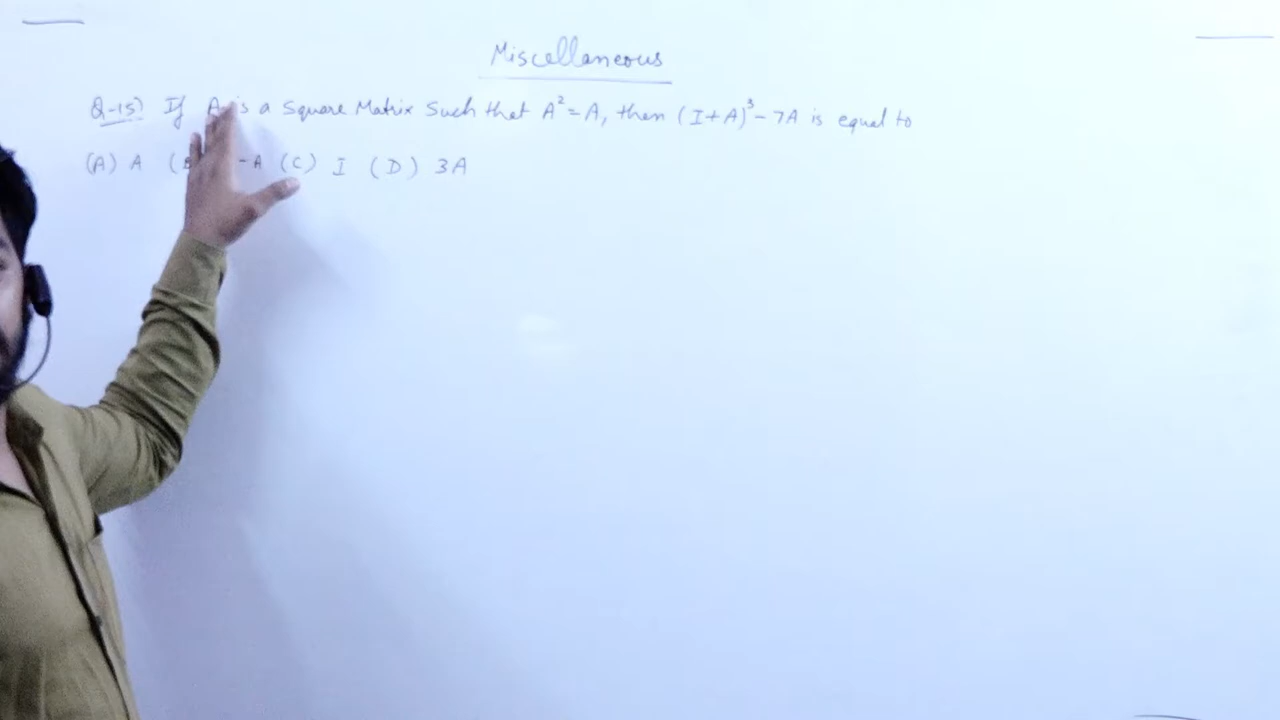 Miscellaneous
Q-15) If A is a Square Matrix Such that A²=A, then (I+A)³-7A is equal to
(A) A (B -A (C) I (D) 3A